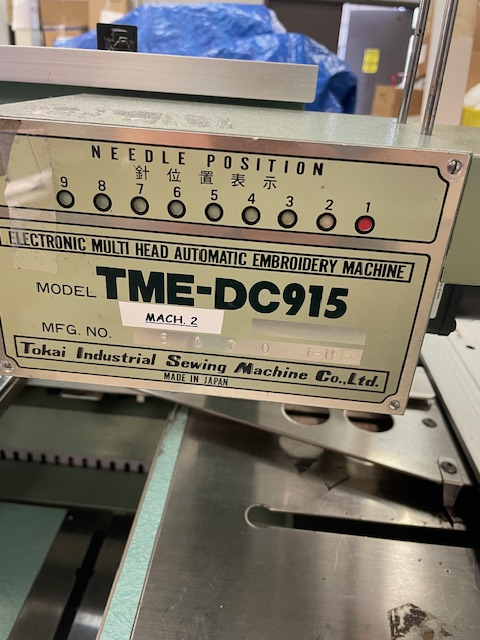 NEEDLE POSITION
針位置表示
9 8 7 6 5 4 3 2 1
ELECTRONIC MULTI HEAD AUTOMATIC EMBROIDERY MACHINE
MODEL TME-DC915
MACH. 2
MFG. NO.
Tokai Industrial Sewing Machine Co.,Ltd.
MADE IN JAPAN